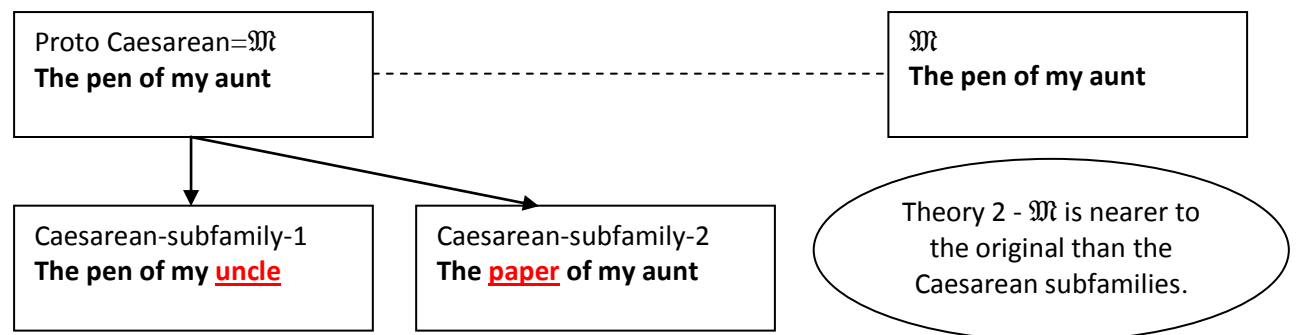 Proto Caesarean=𝔐
The pen of my aunt
𝔐
The pen of my aunt
Caesarean-subfamily-1
The pen of my uncle
Caesarean-subfamily-2
The paper of my aunt
Theory 2 - 𝔐 is nearer to
the original than the
Caesarean subfamilies.